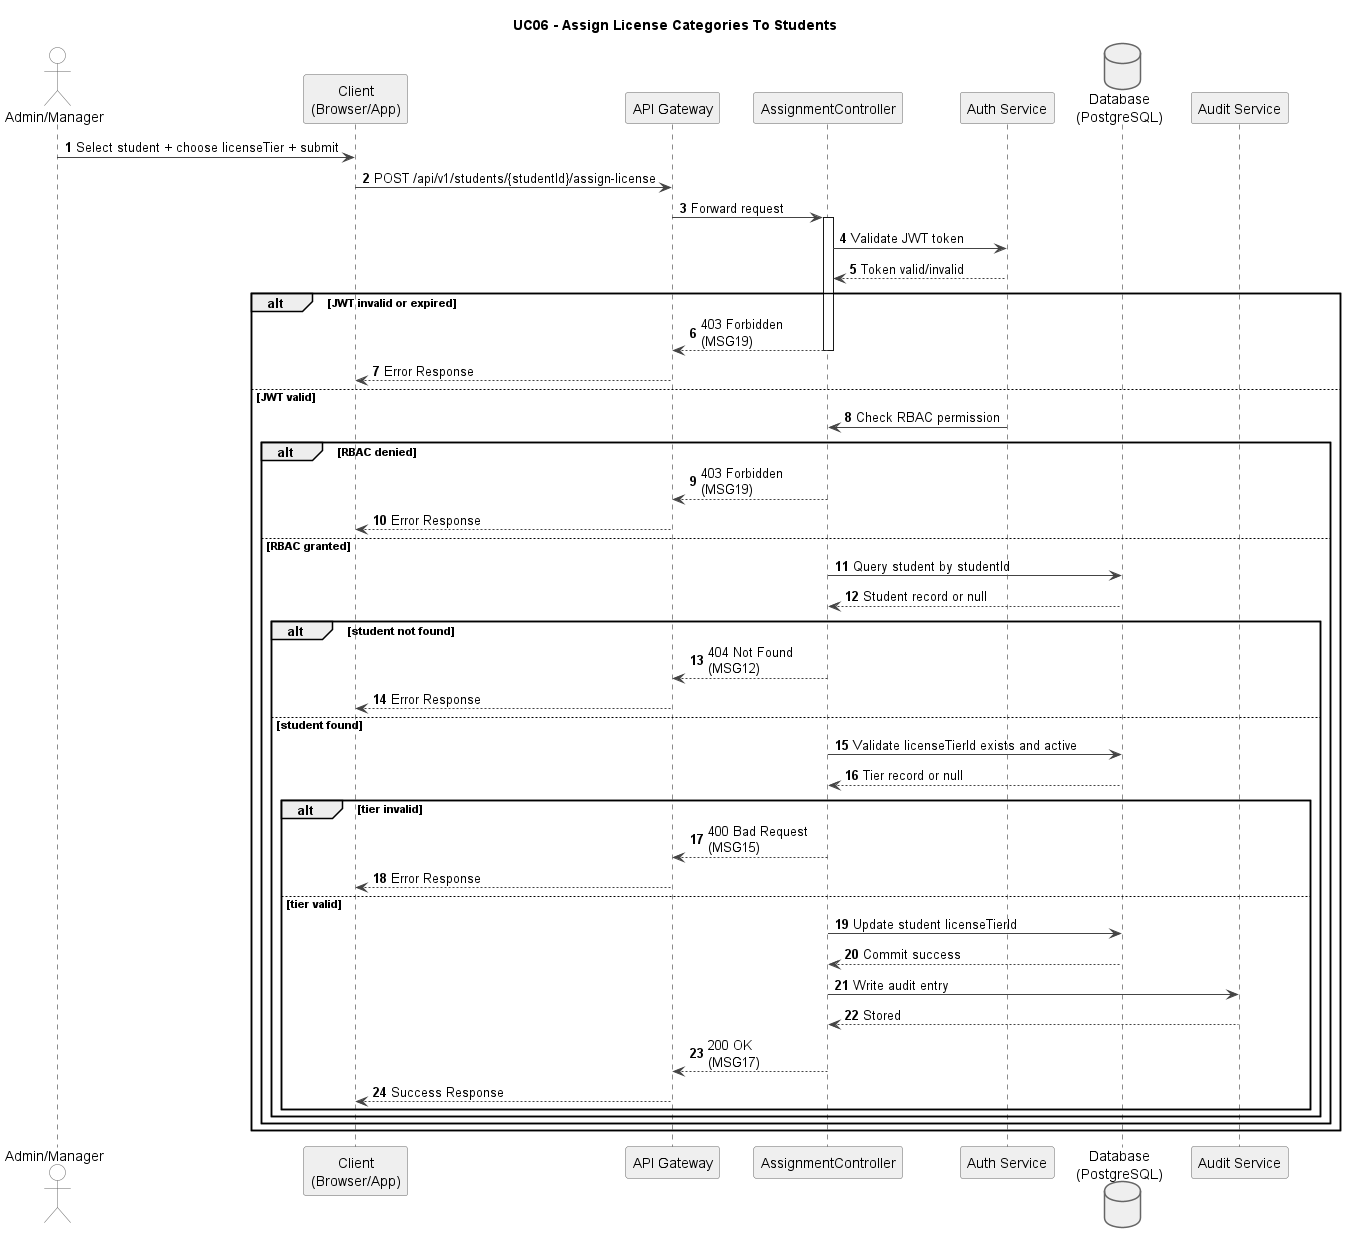 UC06 - Assign License Categories To Students
Admin/Manager
Client
(Browser/App)
API Gateway
AssignmentController
Auth Service
Database
(PostgreSQL)
Audit Service
1 Select student + choose licenseTier + submit
2 POST /api/v1/students/{studentId}/assign-license
3 Forward request
4 Validate JWT token
5 Token valid/invalid
alt [JWT invalid or expired]
6 403 Forbidden
(MSG19)
7 Error Response
[JWT valid]
8 Check RBAC permission
alt [RBAC denied]
9 403 Forbidden
(MSG19)
10 Error Response
[RBAC granted]
11 Query student by studentId
12 Student record or null
alt [student not found]
13 404 Not Found
(MSG12)
14 Error Response
[student found]
15 Validate licenseTierId exists and active
16 Tier record or null
alt [tier invalid]
17 400 Bad Request
(MSG15)
18 Error Response
[tier valid]
19 Update student licenseTierId
20 Commit success
21 Write audit entry
22 Stored
23 200 OK
(MSG17)
24 Success Response
Admin/Manager
Client
(Browser/App)
API Gateway
AssignmentController
Auth Service
Database
(PostgreSQL)
Audit Service